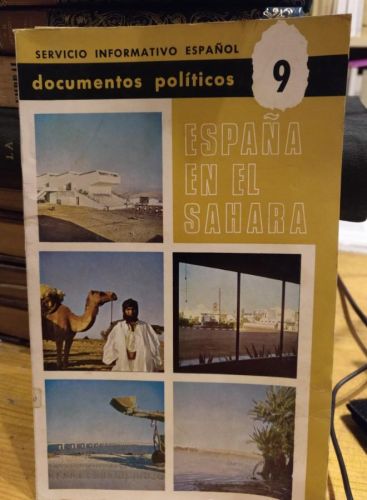 SERVICIO INFORMATIVO ESPAÑOL
documentos políticos
9
ESPAÑA
EN EL
SAHARA